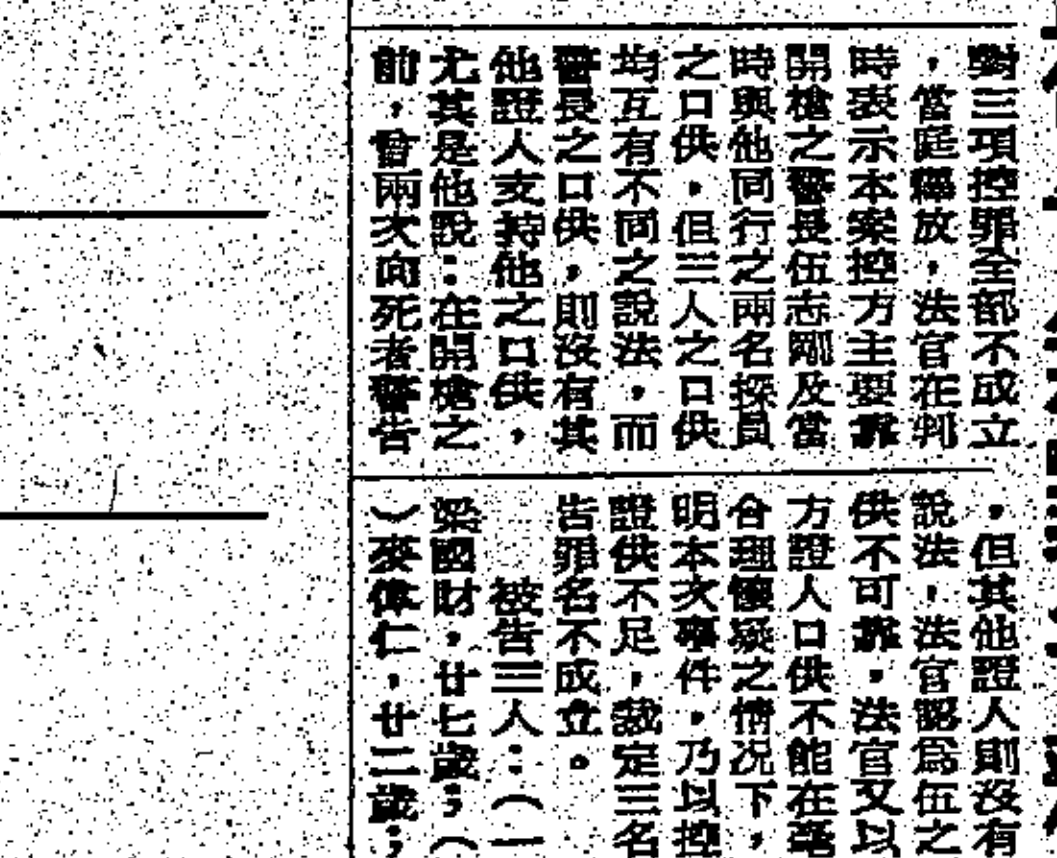 對三項控罪全部不成立
，當庭釋放，法官在判
時表示本案控方主要靠
開槍之警長伍志剛及當
時與他同行之兩名探員
之口供，但三人之口供
均互有不同之說法，而
警長之口供，則沒有其
他證人支持他之口供，
尤其是他說：在開槍之
前，曾兩次向死者警告
，但其他證人則沒有
說法，法官認爲伍之
供不可靠，法官又以
方證人口供不能在毫
合理懷疑之情况下，
明本次事件，乃以控
證供不足，裁定三名
告罪名不成立。
被告三人：（一
梁國財，廿七歲；（
）麥偉仁，廿二歲；